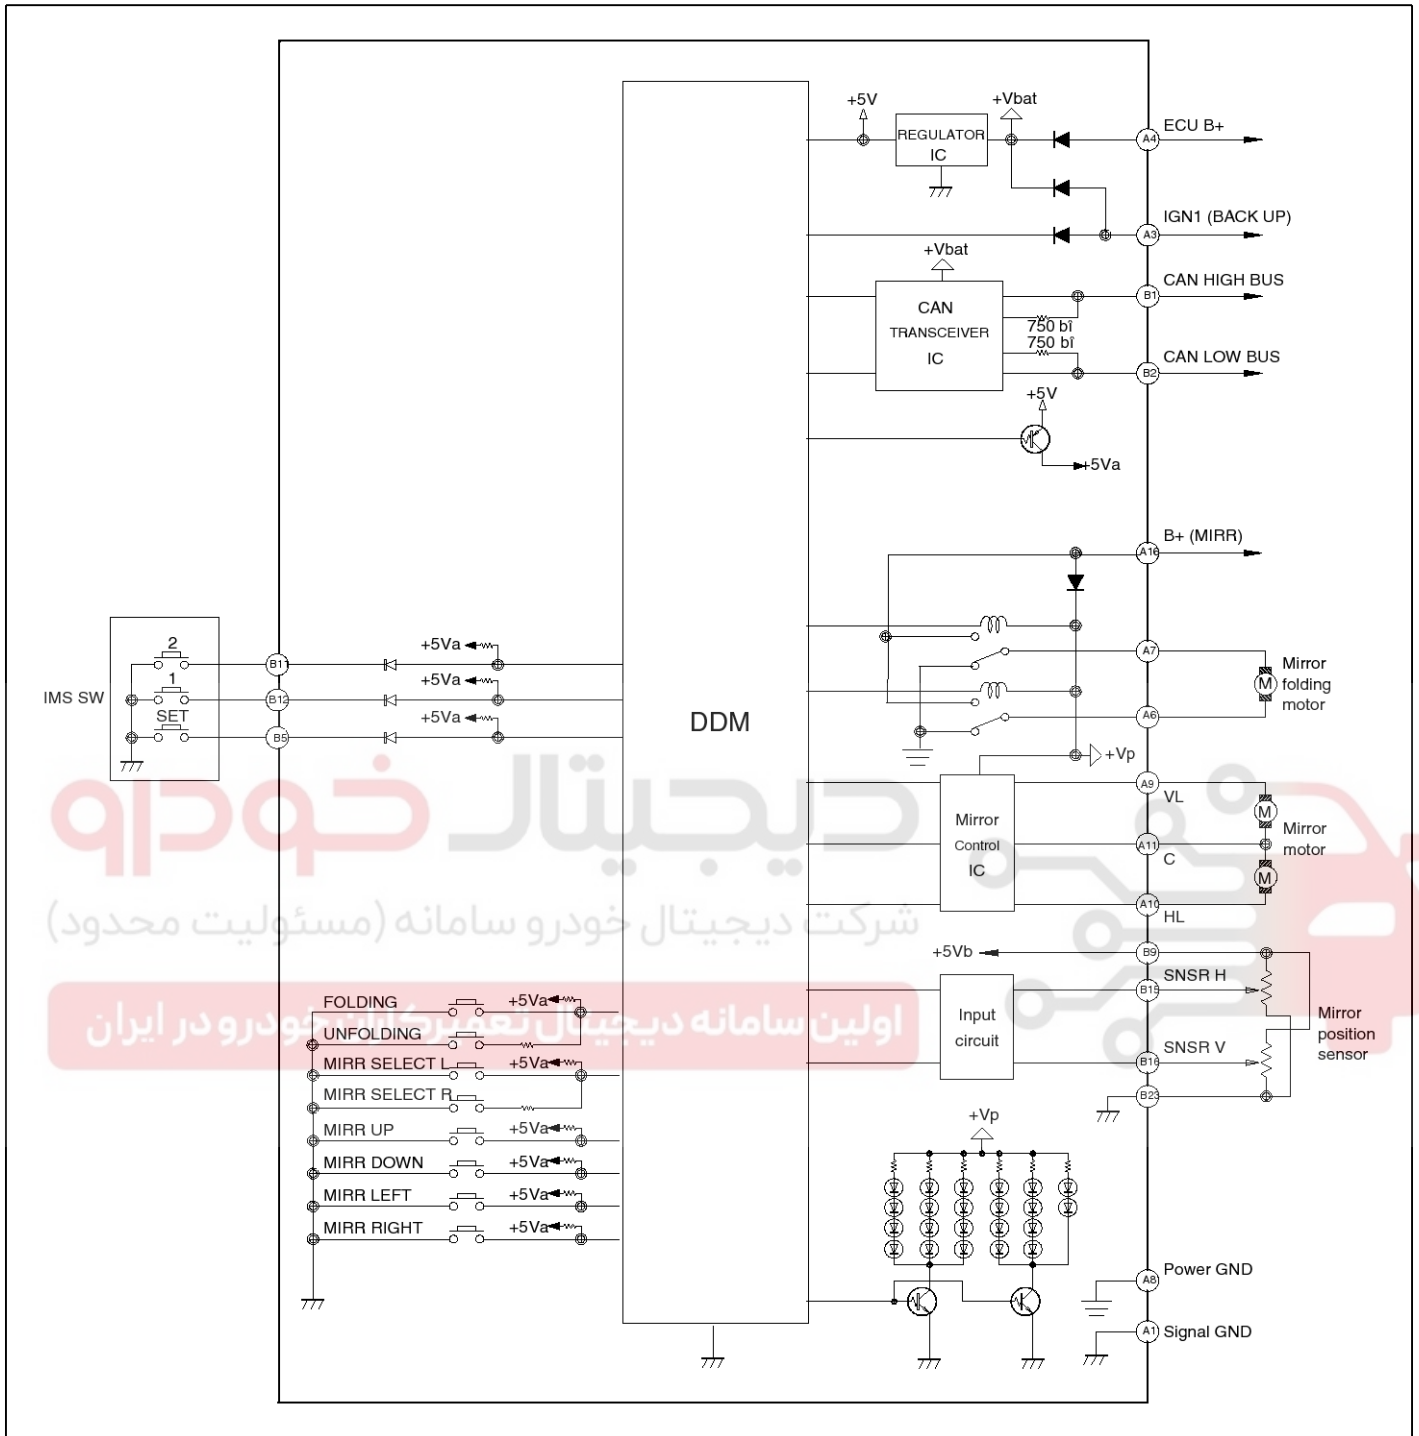 +5V
+Vbat
REGULATOR
IC
A4
ECU B+
IGN1 (BACK UP)
A3
+Vbat
CAN
TRANSCEIVER
IC
750 bî
750 bî
B1
CAN HIGH BUS
B2
CAN LOW BUS
+5V
+5Va
B+ (MIRR)
A16
IMS SW
2
1
SET
B11
B12
B5
+5Va
+5Va
+5Va
DDM
A7
A6
M
Mirror
folding
motor
+Vp
Mirror
Control
IC
A9
VL
A11
C
A10
HL
M
M
Mirror
motor
دیجیتال خودرو
شرکت دیجیتال خودرو سامانه (مسئولیت محدود)
اولین سامانه دیجیتال تعمیرکاران خودرو در ایران
+5Vb
B9
Input
circuit
B15
SNSR H
B16
SNSR V
B23
Mirror
position
sensor
FOLDING
+5Va
UNFOLDING
MIRR SELECT L
+5Va
MIRR SELECT R
MIRR UP
+5Va
MIRR DOWN
+5Va
MIRR LEFT
+5Va
MIRR RIGHT
+5Va
+Vp
A8
Power GND
A1
Signal GND